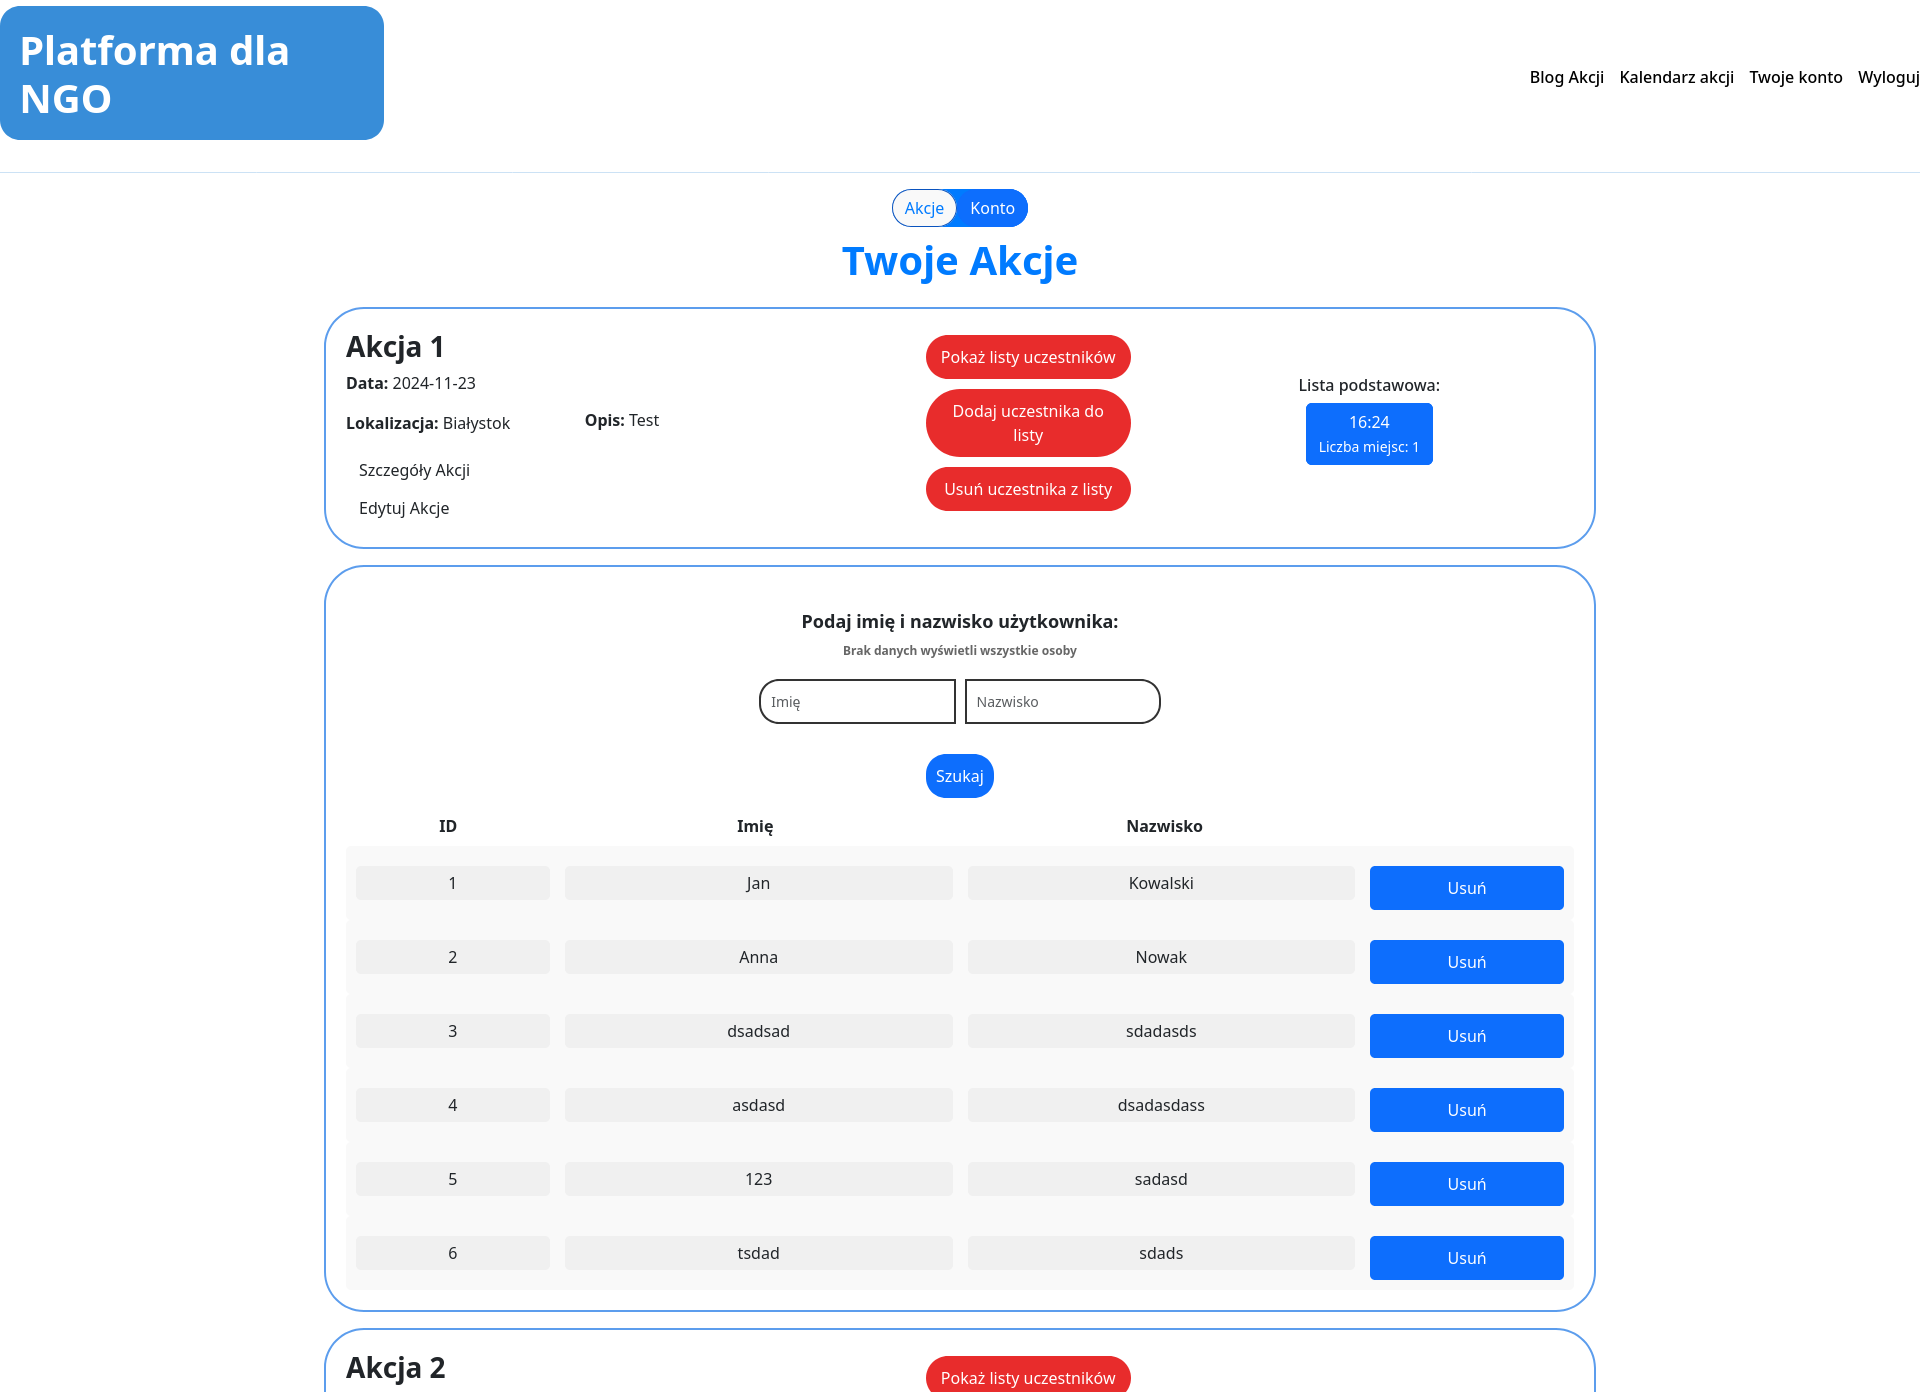 Platforma dla
NGO
Blog Akcji Kalendarz akcji Twoje konto Wyloguj
Akcje Konto
Twoje Akcje
Akcja 1
Data: 2024-11-23
Lokalizacja: Białystok
Szczegóły Akcji
Edytuj Akcje
Opis: Test
Pokaż listy uczestników
Dodaj uczestnika do
listy
Usuń uczestnika z listy
Lista podstawowa:
16:24
Liczba miejsc: 1
Podaj imię i nazwisko użytkownika:
Brak danych wyświetli wszystkie osoby
Imię Nazwisko
Szukaj
ID Imię Nazwisko
1 Jan Kowalski Usuń
2 Anna Nowak Usuń
3 dsadsad sdadasds Usuń
4 asdasd dsadasdass Usuń
5 123 sadasd Usuń
6 tsdad sdads Usuń
Akcja 2
Pokaż listy uczestników